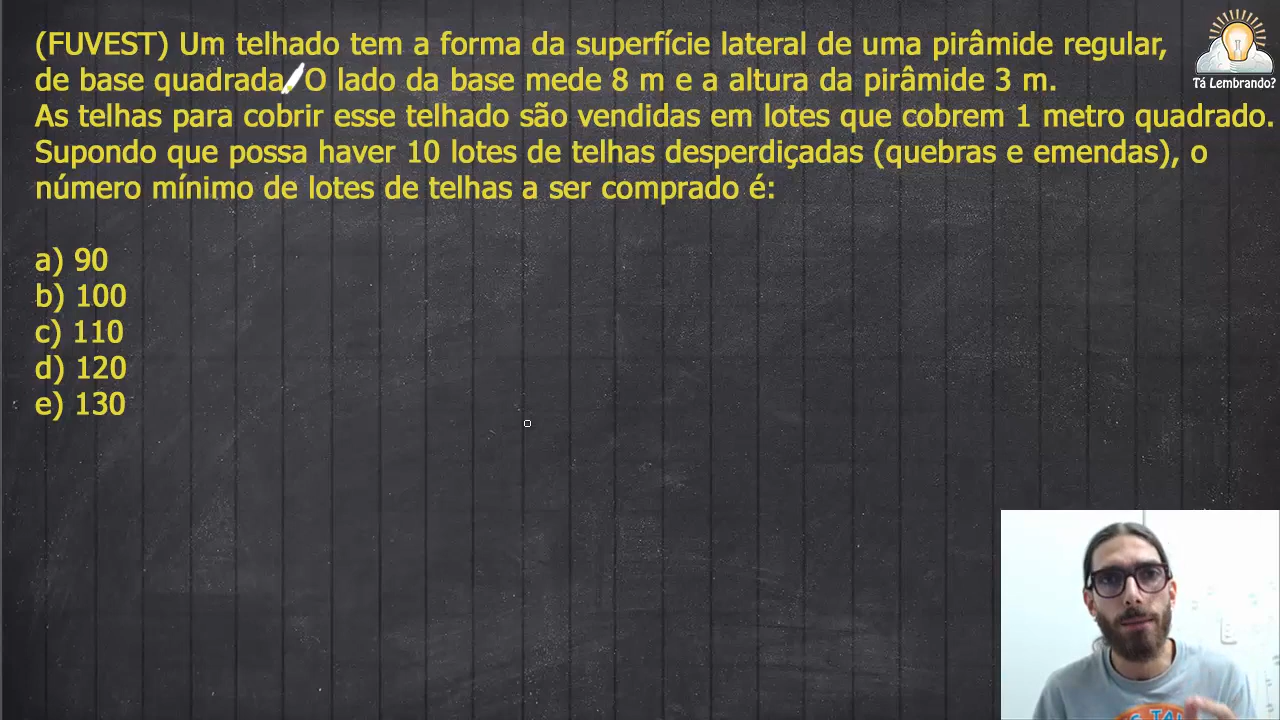 (FUVEST) Um telhado tem a forma da superfície lateral de uma pirâmide regular,
de base quadrada. O lado da base mede 8 m e a altura da pirâmide 3 m.
As telhas para cobrir esse telhado são vendidas em lotes que cobrem 1 metro quadrado.
Supondo que possa haver 10 lotes de telhas desperdiçadas (quebras e emendas), o
número mínimo de lotes de telhas a ser comprado é:
a) 90
b) 100
c) 110
d) 120
e) 130
Tá Lembrando?